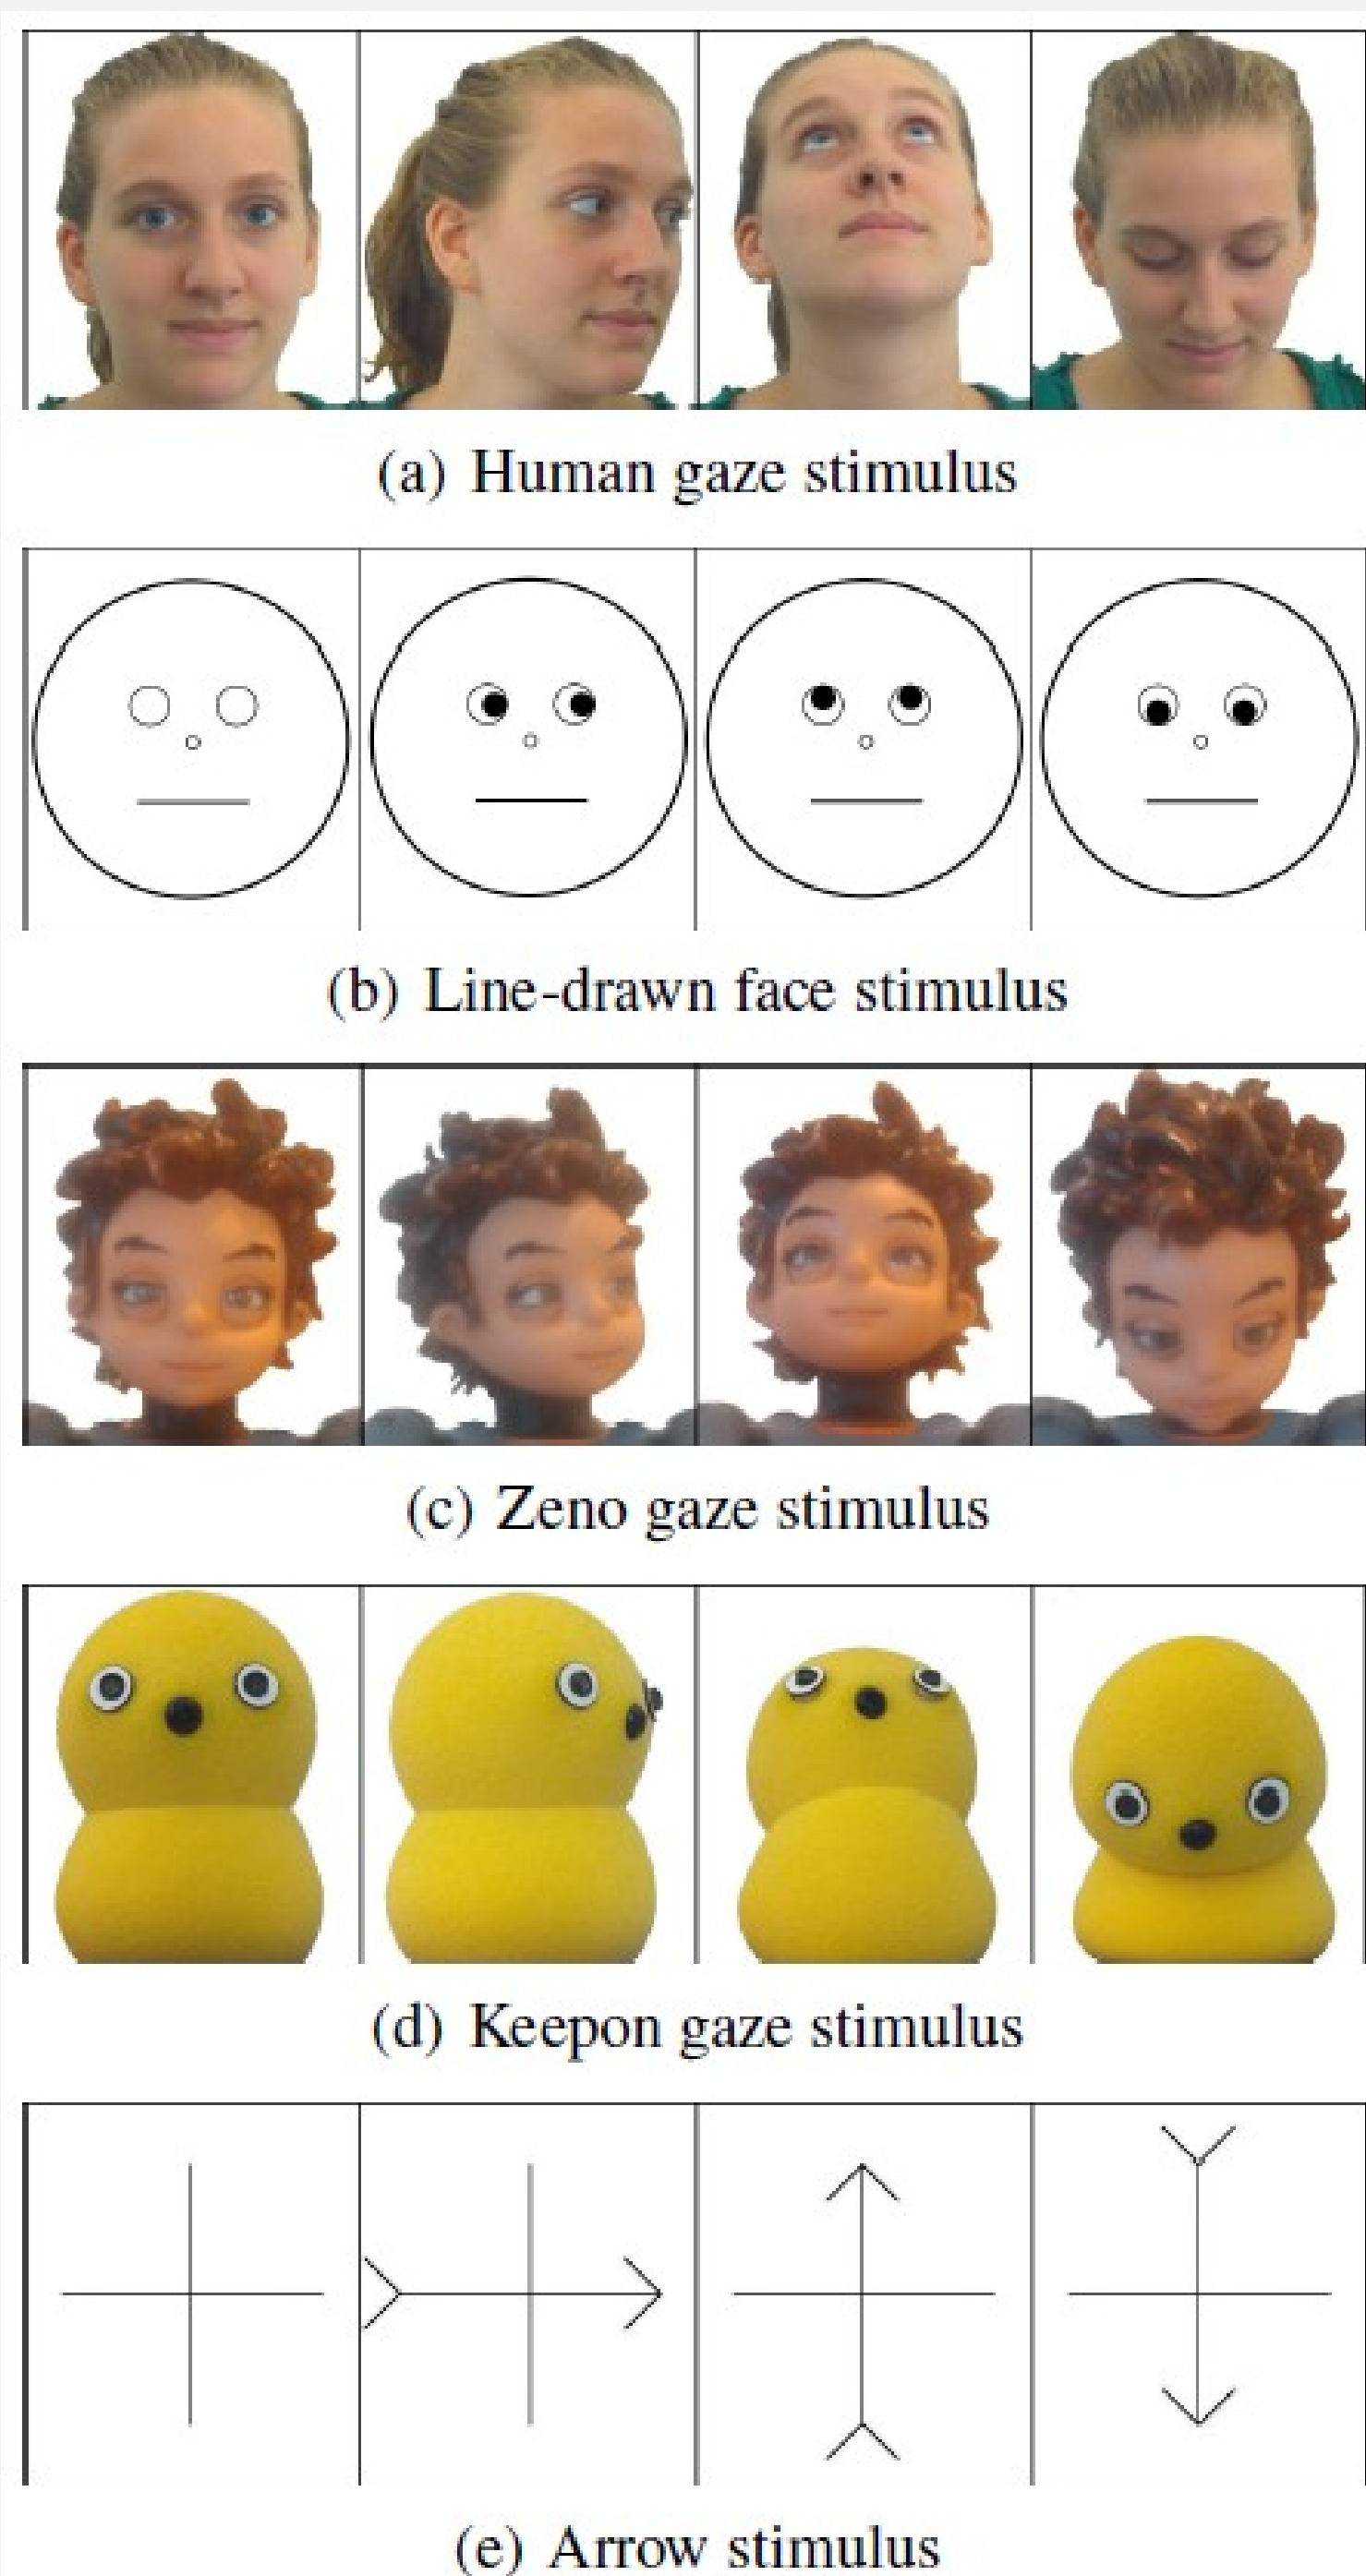 (a) Human gaze stimulus
(b) Line-drawn face stimulus
(c) Zeno gaze stimulus
(d) Keepon gaze stimulus
(e) Arrow stimulus